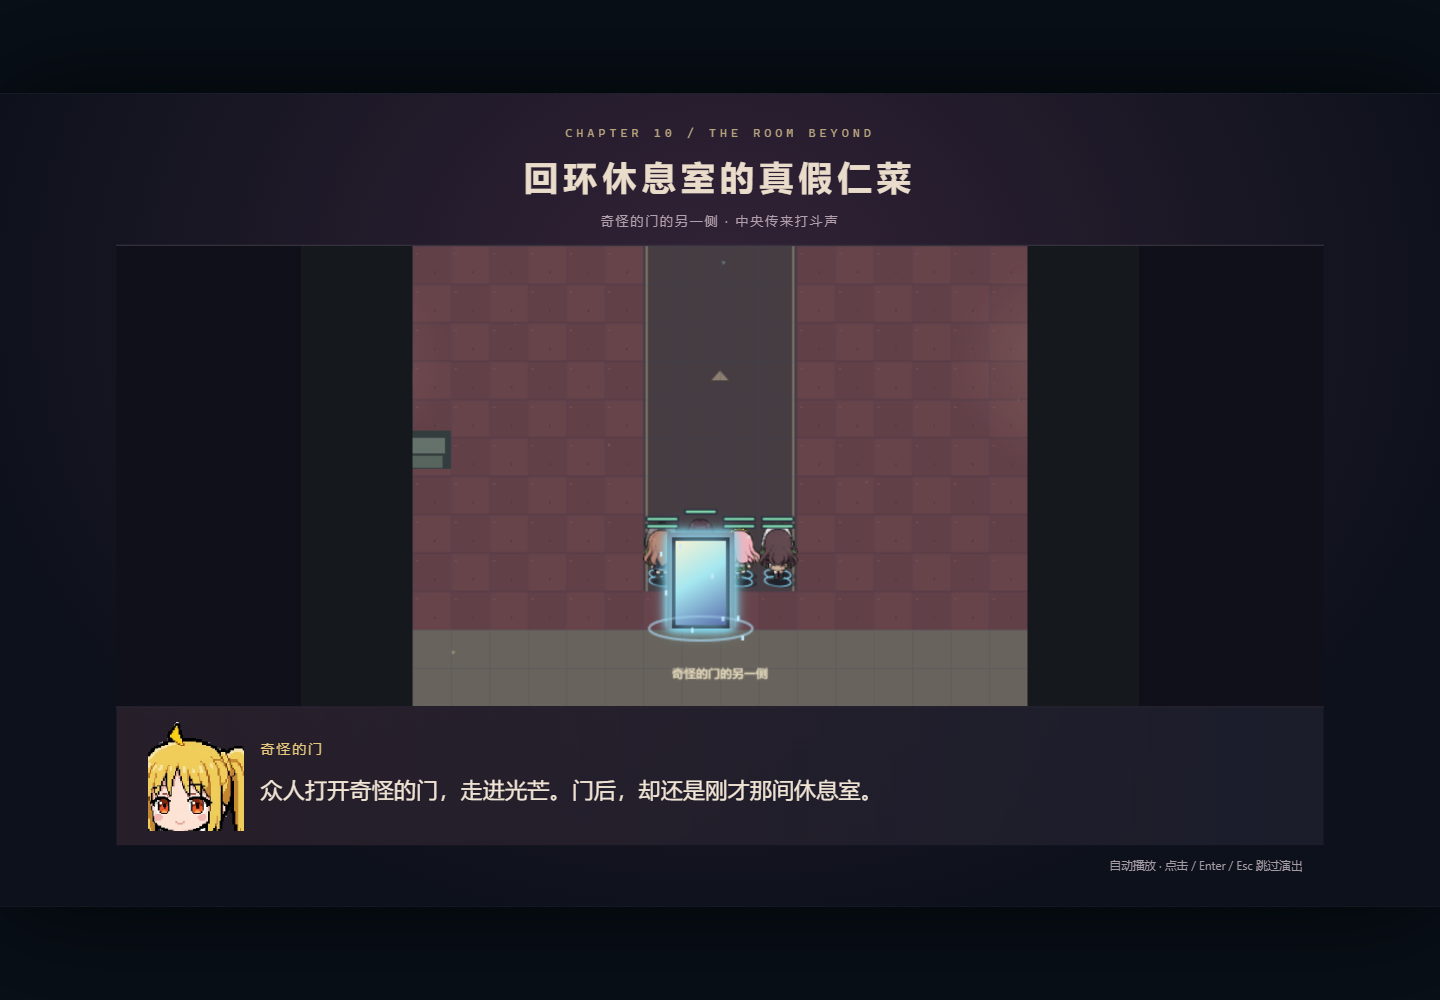 CHAPTER 10 / THE ROOM BEYOND
回环休息室的真假仁菜
奇怪的门的另一侧 · 中央传来打斗声
奇怪的门的另一侧
奇怪的门
众人打开奇怪的门，走进光芒。门后，却还是刚才那间休息室。
自动播放 · 点击 / Enter / Esc 跳过演出